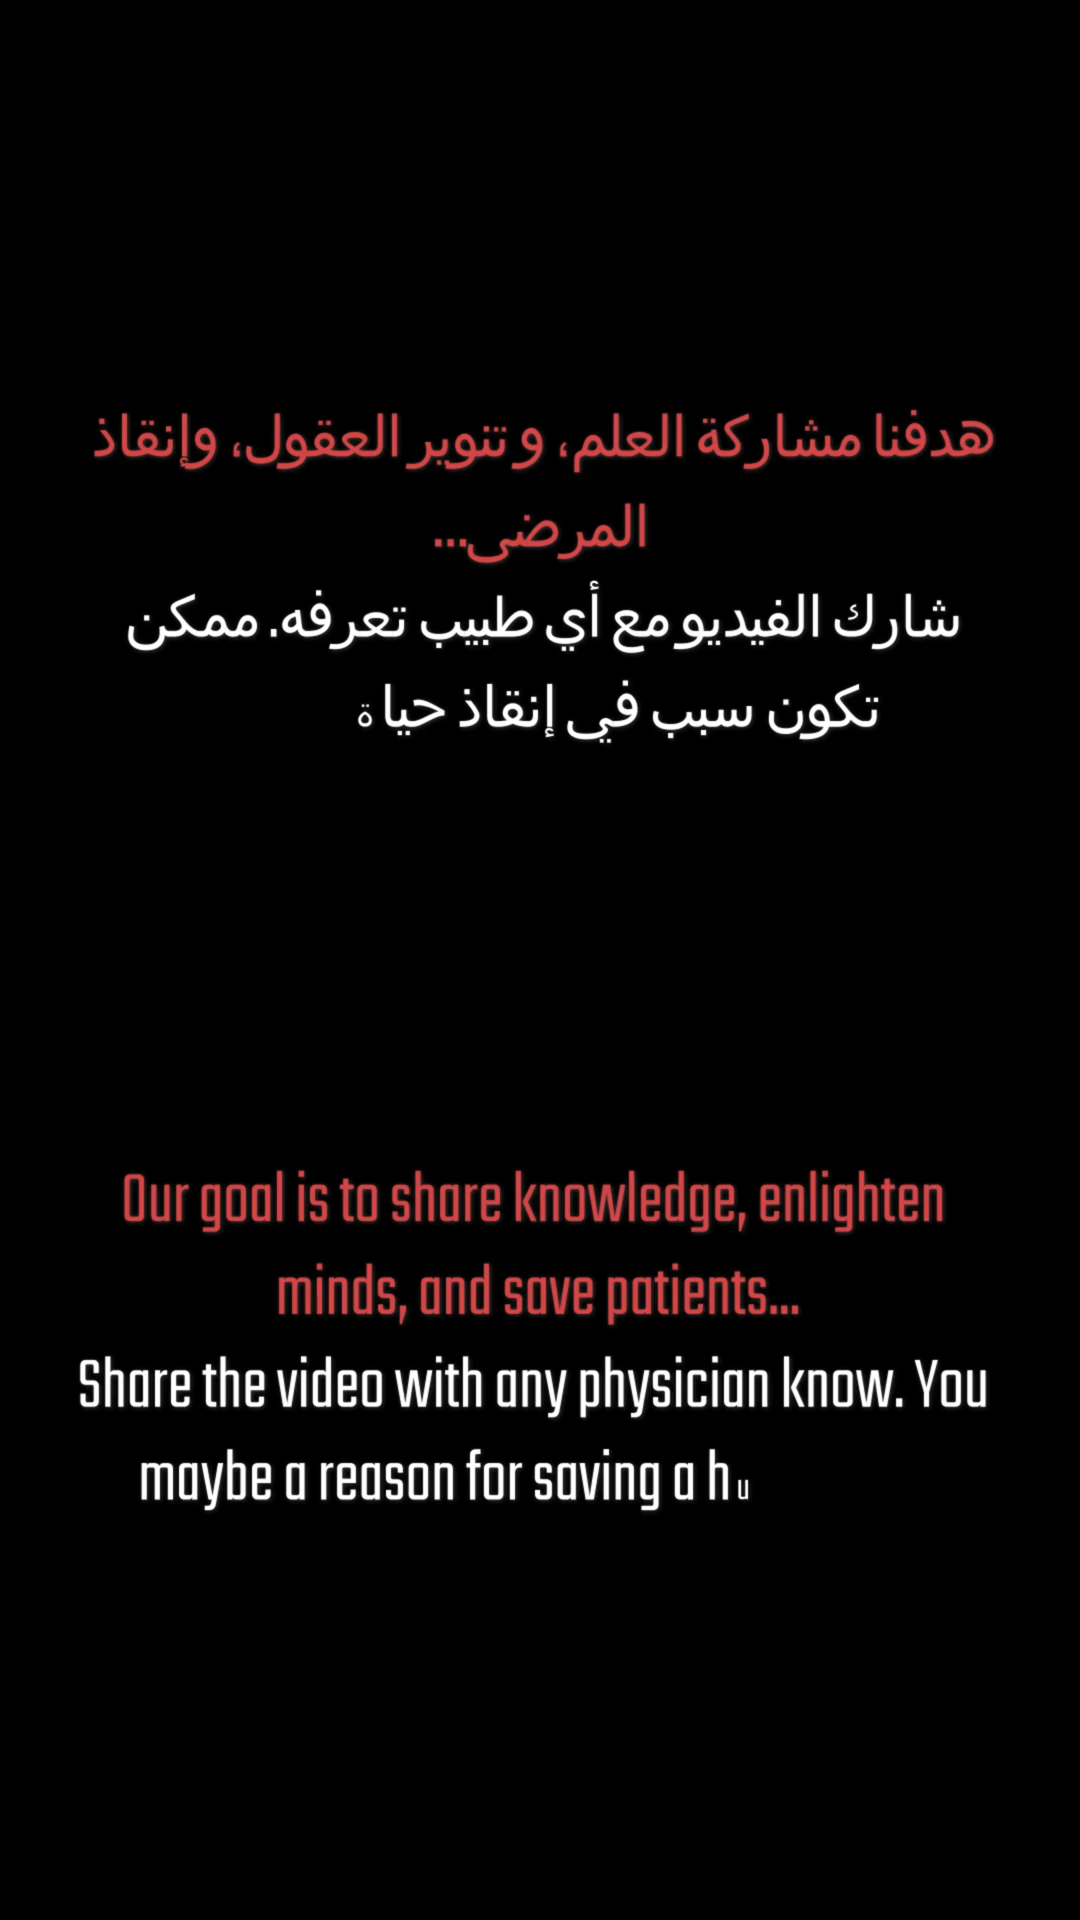 هدفنا مشاركة العلم، و تنوير العقول، وإنقاذ
المرضى...
شارك الفيديو مع أي طبيب تعرفه. ممكن
تكون سبب في إنقاذ حياة
Our goal is to share knowledge, enlighten
minds, and save patients...
Share the video with any physician know. You
maybe a reason for saving a hu